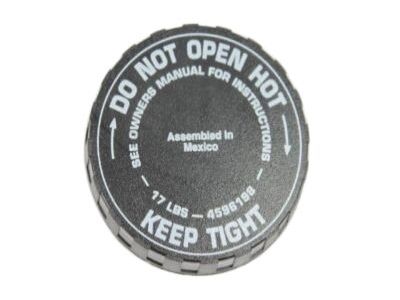 DO NOT OPEN HOT
SEE OWNERS MANUAL FOR INSTRUCTIONS
Assembled in
Mexico
17 LBS — 4596198
KEEP TIGHT